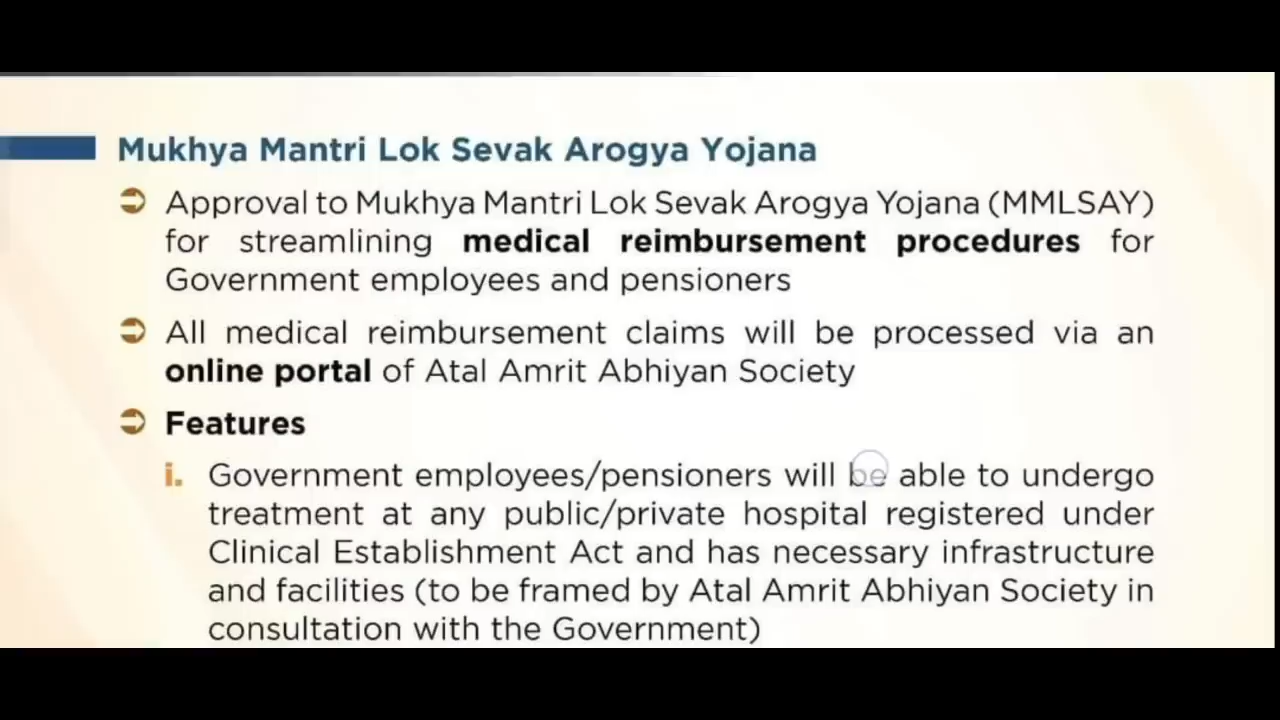 Mukhya Mantri Lok Sevak Arogya Yojana
Approval to Mukhya Mantri Lok Sevak Arogya Yojana (MMLSAY)
for streamlining medical reimbursement procedures for
Government employees and pensioners
All medical reimbursement claims will be processed via an
online portal of Atal Amrit Abhiyan Society
Features
i. Government employees/pensioners will be able to undergo
treatment at any public/private hospital registered under
Clinical Establishment Act and has necessary infrastructure
and facilities (to be framed by Atal Amrit Abhiyan Society in
consultation with the Government)